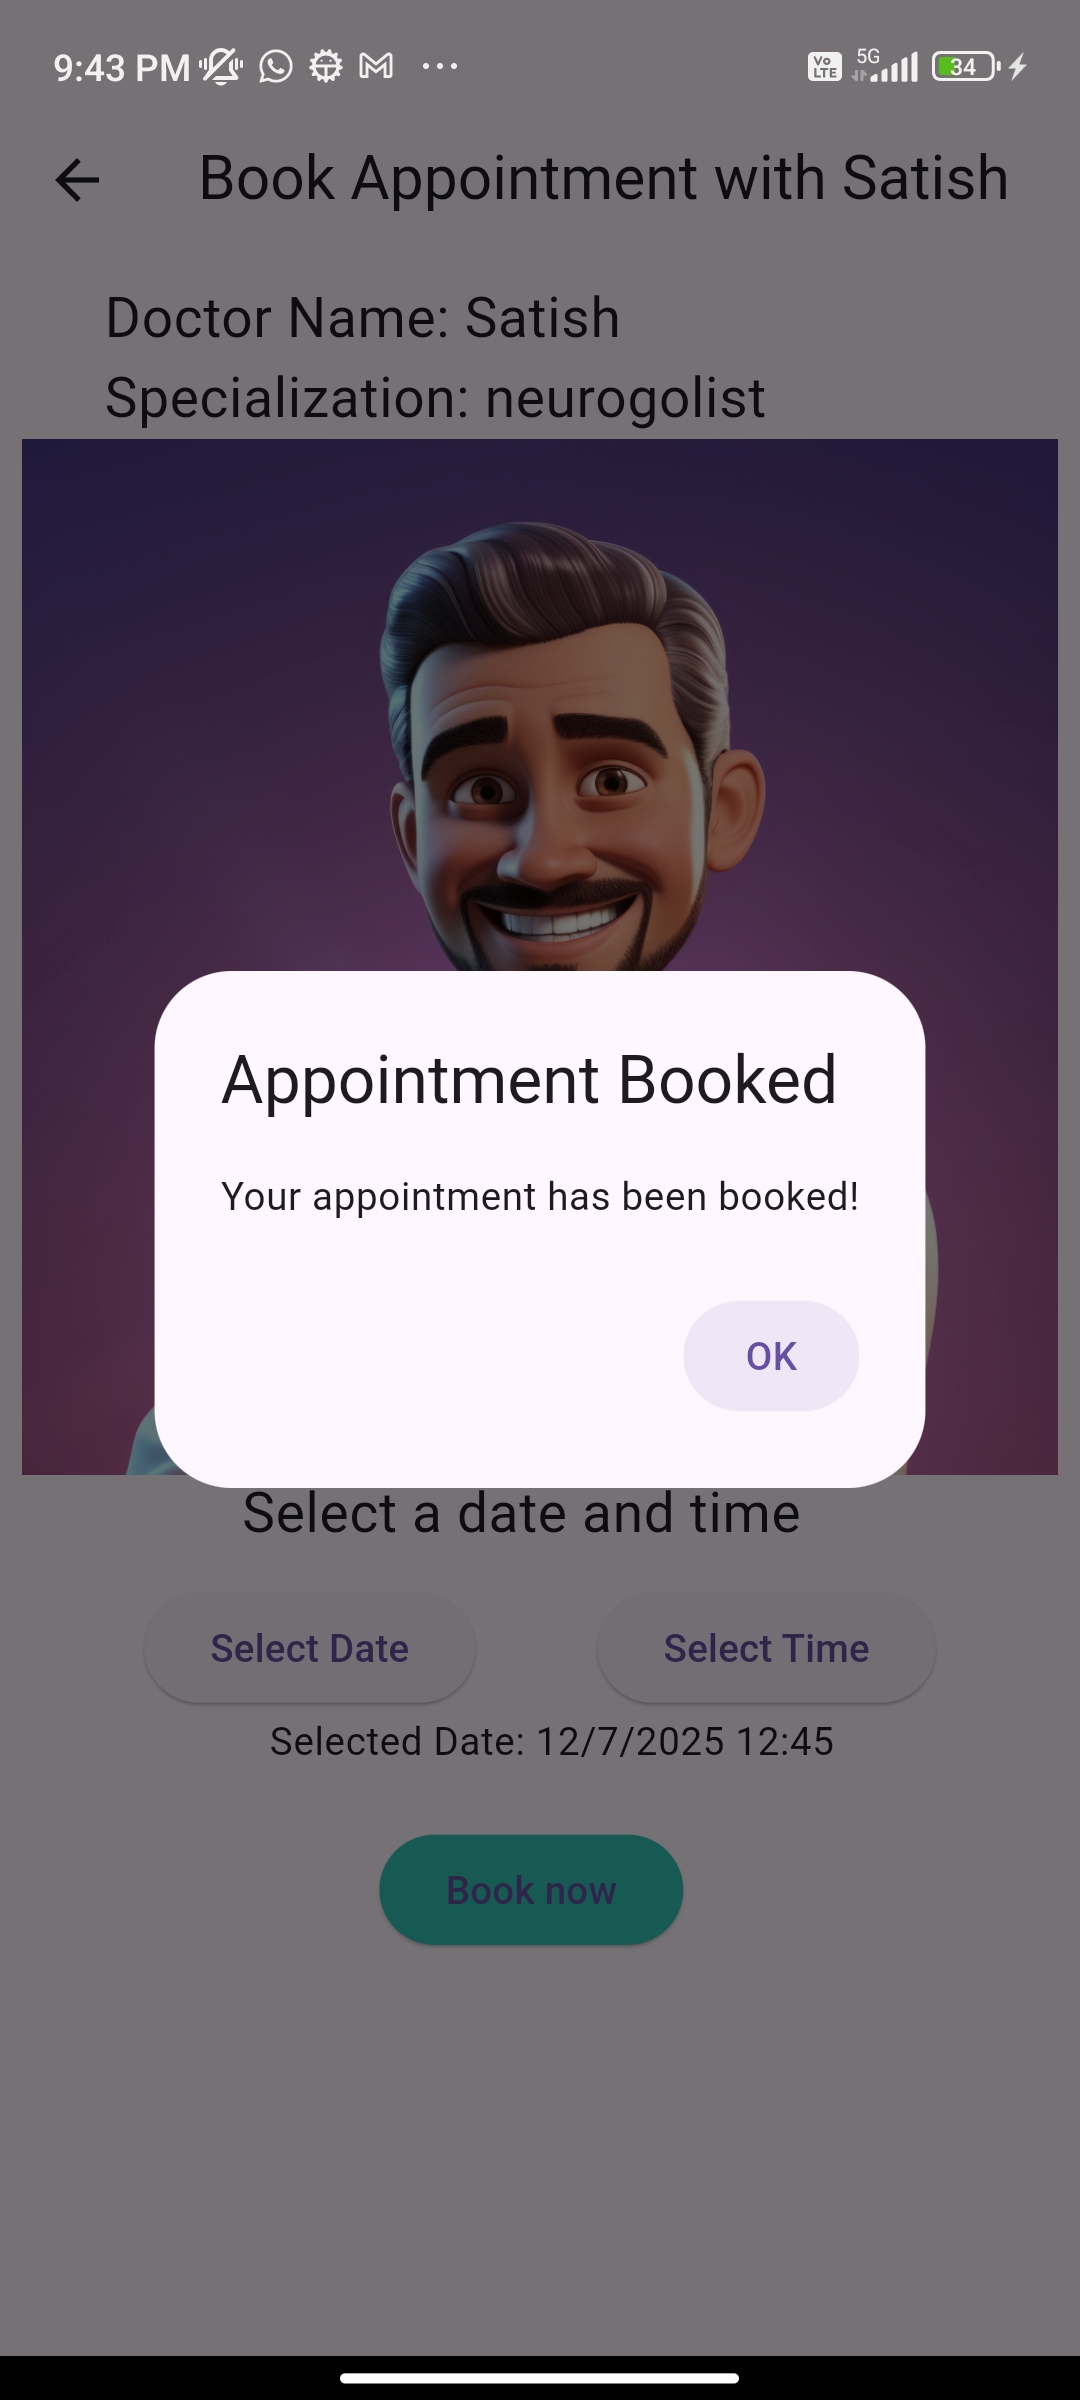 9:43 PM
Vo LTE 5G 34
Book Appointment with Satish
Doctor Name: Satish
Specialization: neurogolist
Appointment Booked
Your appointment has been booked!
OK
Select a date and time
Select Date Select Time
Selected Date: 12/7/2025 12:45
Book now